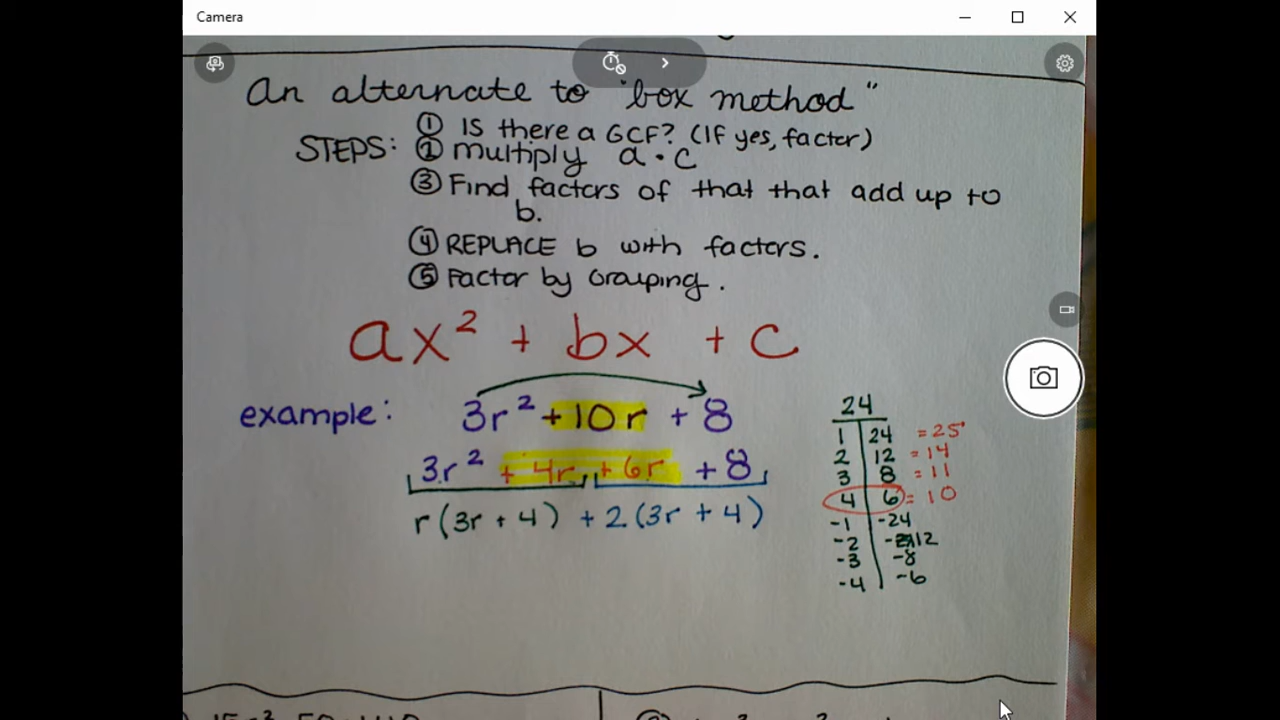 Camera
An alternate to "box method"
STEPS: ① IS there a GCF? (IF yes, factor)
② multiply a · c
③ Find factors of that that add up to
b.
④ REPLACE b with factors.
⑤ Factor by Grouping.
ax² + bx + c
example: 3r² + 10r + 8
3r² + 4r + 6r + 8
r(3r + 4) + 2(3r + 4)
24
1 24 = 25
2 12 = 14
3 8 = 11
4 6 = 10
-1 -24
-2 -12
-3 -8
-4 -6